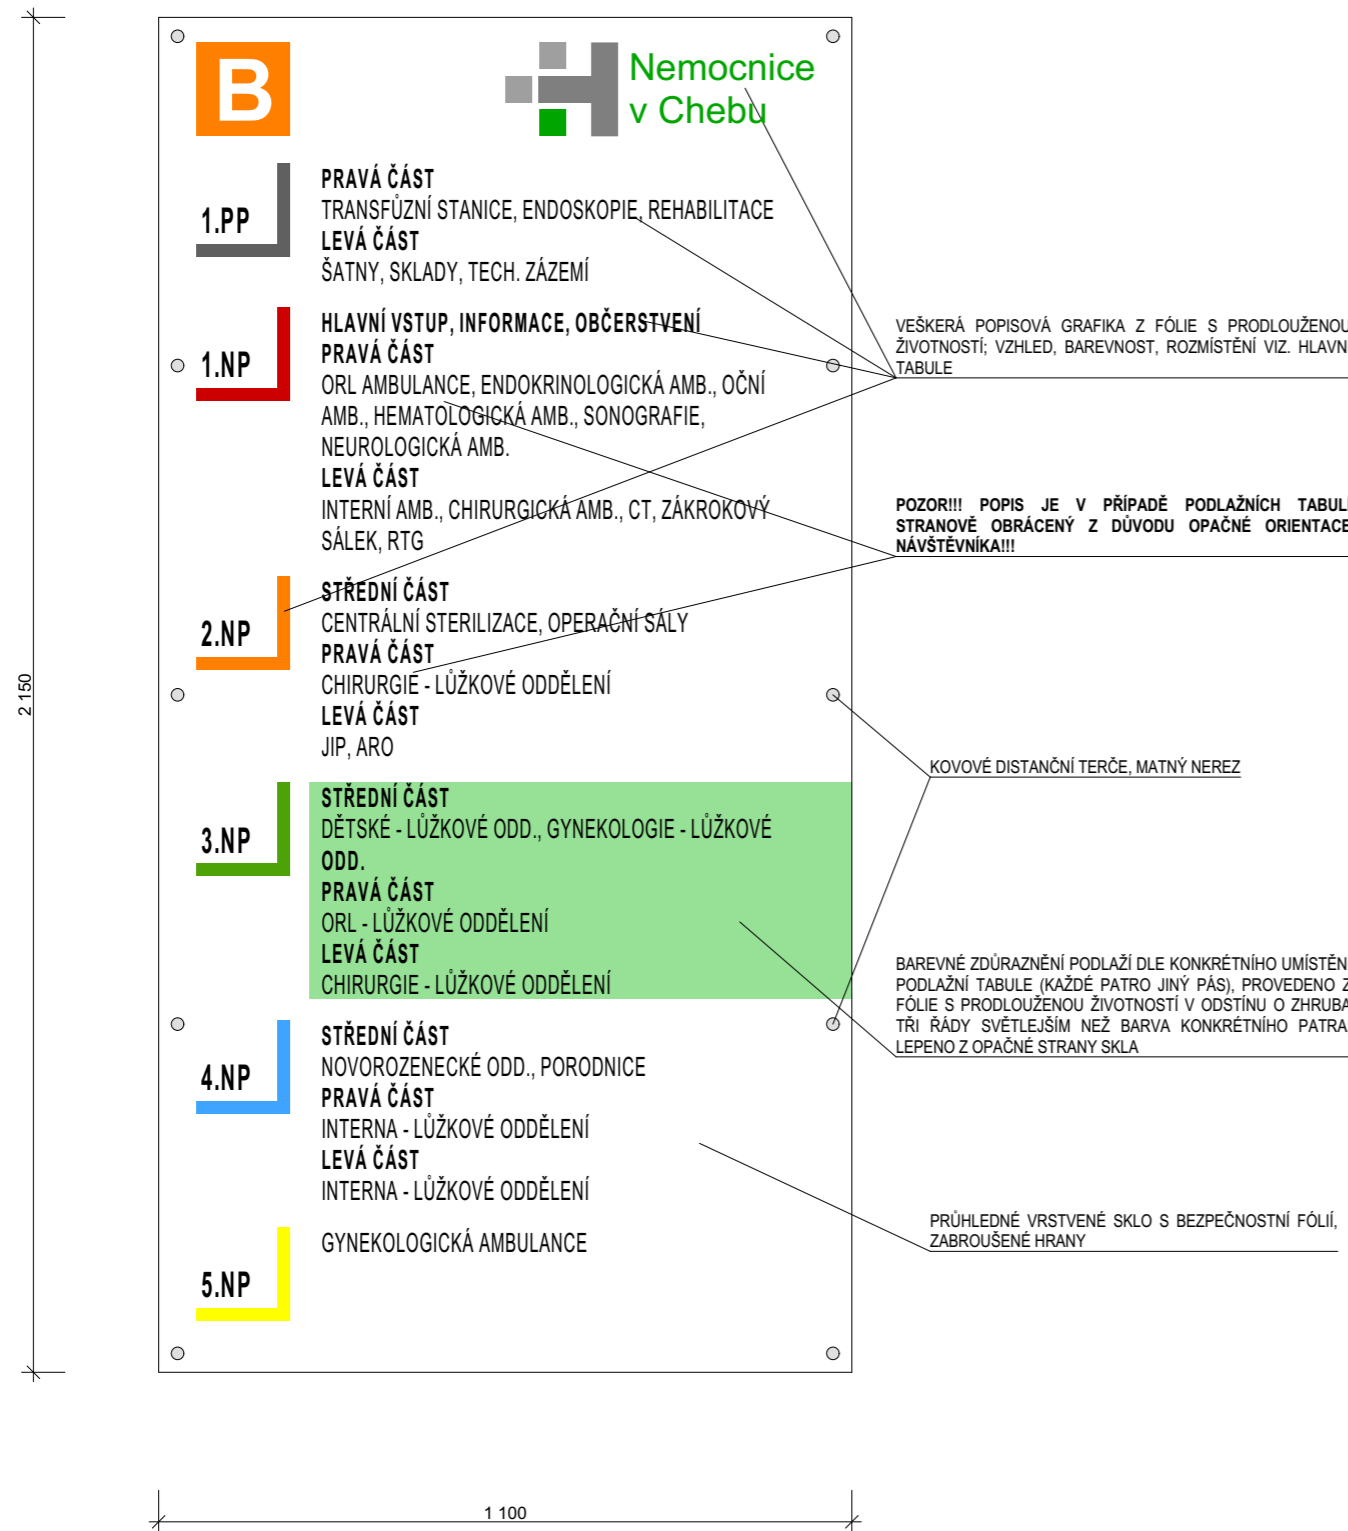 B
Nemocnice
v Chebu
1.PP
PRAVÁ ČÁST
TRANSFŮZNÍ STANICE, ENDOSKOPIE, REHABILITACE
LEVÁ ČÁST
ŠATNY, SKLADY, TECH. ZÁZEMÍ
1.NP
HLAVNÍ VSTUP, INFORMACE, OBČERSTVENÍ
PRAVÁ ČÁST
ORL AMBULANCE, ENDOKRINOLOGICKÁ AMB., OČNÍ
AMB., HEMATOLOGICKÁ AMB., SONOGRAFIE,
NEUROLOGICKÁ AMB.
LEVÁ ČÁST
INTERNÍ AMB., CHIRURGICKÁ AMB., CT, ZÁKROKOVÝ
SÁLEK, RTG
2.NP
STŘEDNÍ ČÁST
CENTRÁLNÍ STERILIZACE, OPERAČNÍ SÁLY
PRAVÁ ČÁST
CHIRURGIE - LŮŽKOVÉ ODDĚLENÍ
LEVÁ ČÁST
JIP, ARO
3.NP
STŘEDNÍ ČÁST
DĚTSKÉ - LŮŽKOVÉ ODD., GYNEKOLOGIE - LŮŽKOVÉ
ODD.
PRAVÁ ČÁST
ORL - LŮŽKOVÉ ODDĚLENÍ
LEVÁ ČÁST
CHIRURGIE - LŮŽKOVÉ ODDĚLENÍ
4.NP
STŘEDNÍ ČÁST
NOVOROZENECKÉ ODD., PORODNICE
PRAVÁ ČÁST
INTERNA - LŮŽKOVÉ ODDĚLENÍ
LEVÁ ČÁST
INTERNA - LŮŽKOVÉ ODDĚLENÍ
5.NP
GYNEKOLOGICKÁ AMBULANCE
VEŠKERÁ POPISOVÁ GRAFIKA Z FÓLIE S PRODLOUŽENOU
ŽIVOTNOSTÍ; VZHLED, BAREVNOST, ROZMÍSTĚNÍ VIZ. HLAVNÍ
TABULE
POZOR!!! POPIS JE V PŘÍPADĚ PODLAŽNÍCH TABULÍ
STRANOVĚ OBRÁCENÝ Z DŮVODU OPAČNÉ ORIENTACE
NÁVŠTĚVNÍKA!!!
KOVOVÉ DISTANČNÍ TERČE, MATNÝ NEREZ
BAREVNÉ ZDŮRAZNĚNÍ PODLAŽÍ DLE KONKRÉTNÍHO UMÍSTĚNÍ
PODLAŽNÍ TABULE (KAŽDÉ PATRO JINÝ PÁS), PROVEDENO Z
FÓLIE S PRODLOUŽENOU ŽIVOTNOSTÍ V ODSTÍNU O ZHRUBA
TŘI ŘÁDY SVĚTLEJŠÍM NEŽ BARVA KONKRÉTNÍHO PATRA
LEPENO Z OPAČNÉ STRANY SKLA
PRŮHLEDNÉ VRSTVENÉ SKLO S BEZPEČNOSTNÍ FÓLIÍ,
ZABROUŠENÉ HRANY
2 150
1 100